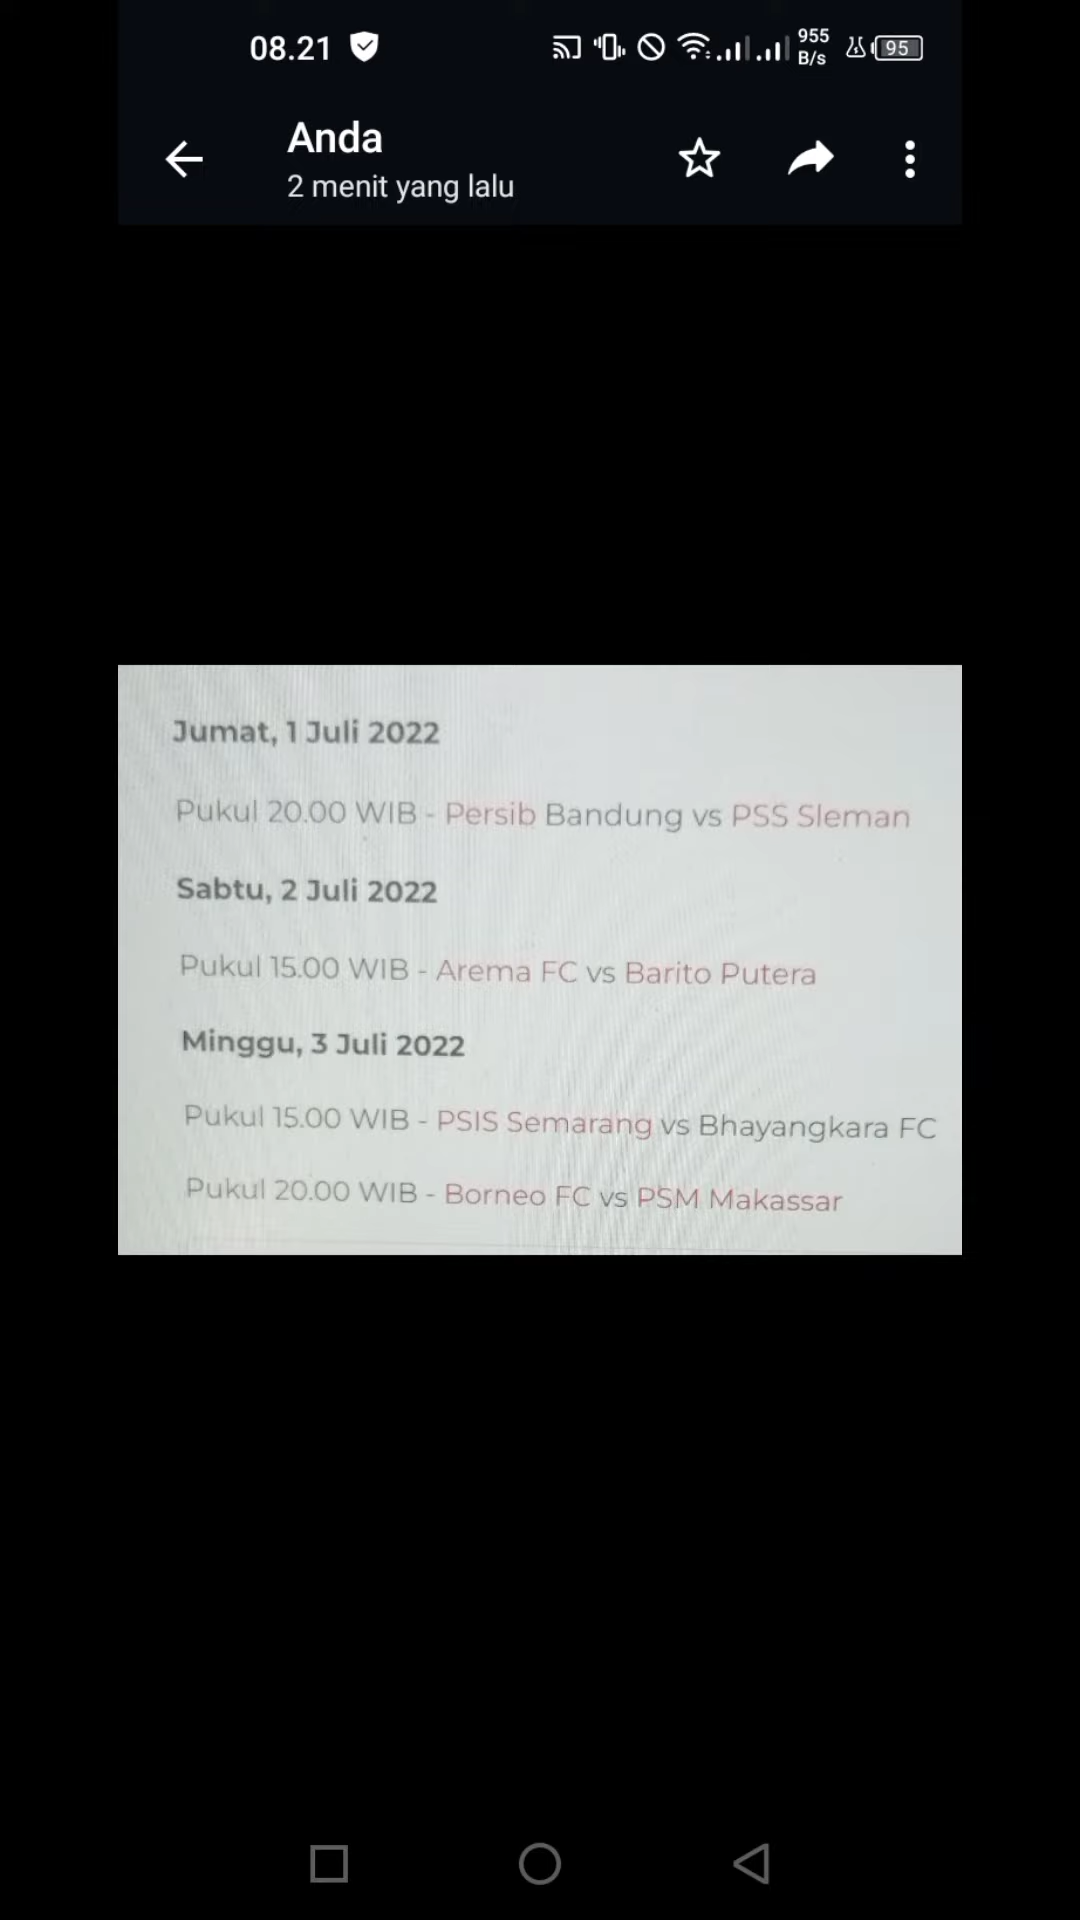 08.21
955
B/s
95
Anda
2 menit yang lalu
Jumat, 1 Juli 2022
Pukul 20.00 WIB - Persib Bandung vs PSS Sleman
Sabtu, 2 Juli 2022
Pukul 15.00 WIB - Arema FC vs Barito Putera
Minggu, 3 Juli 2022
Pukul 15.00 WIB - PSIS Semarang vs Bhayangkara FC
Pukul 20.00 WIB - Borneo FC vs PSM Makassar